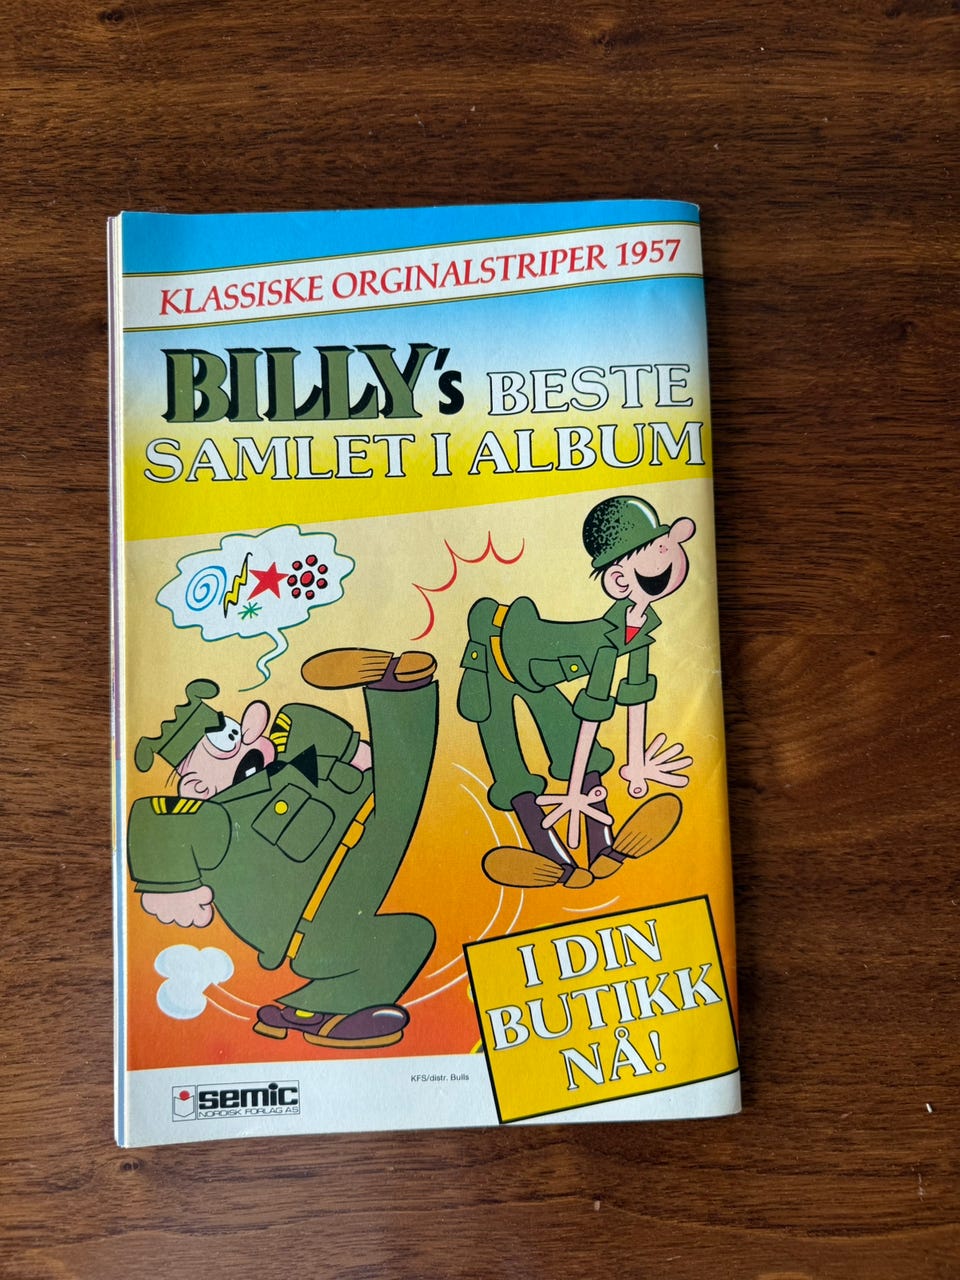 KLASSISKE ORGINALSTRIPER 1957
BILLY's BESTE
SAMLET I ALBUM
I DIN
BUTIKK
NÅ!
KFS/distr. Bulls
semic
NORDISK FORLAG AS